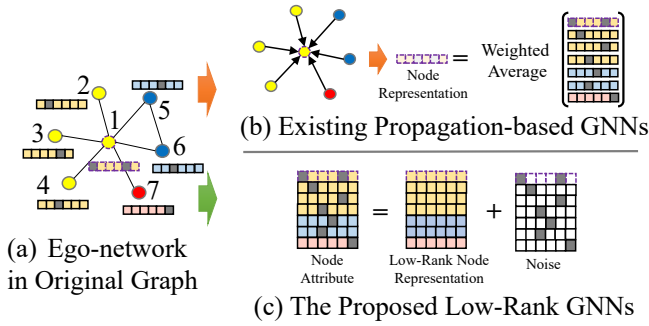 2
3
4
1
5
6
7
(a) Ego-network
in Original Graph
Node
Representation
=
Weighted
Average
(b) Existing Propagation-based GNNs
=
+
Node
Attribute
Low-Rank Node
Representation
Noise
(c) The Proposed Low-Rank GNNs